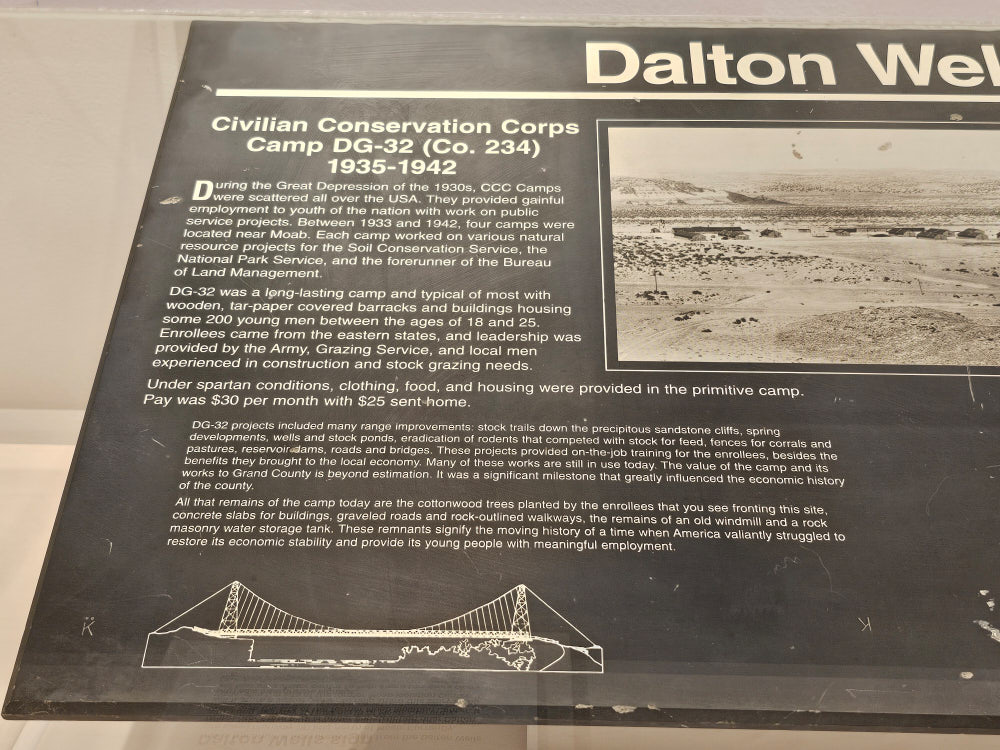 Dalton Wel
Civilian Conservation Corps
Camp DG-32 (Co. 234)
1935-1942
During the Great Depression of the 1930s, CCC Camps
were scattered all over the USA. They provided gainful
employment to youth of the nation with work on public
service projects. Between 1933 and 1942, four camps were
located near Moab. Each camp worked on various natural
resource projects for the Soil Conservation Service, the
National Park Service, and the forerunner of the Bureau
of Land Management.
DG-32 was a long-lasting camp and typical of most with
wooden, tar-paper covered barracks and buildings housing
some 200 young men between the ages of 18 and 25.
Enrollees came from the eastern states, and leadership was
provided by the Army, Grazing Service, and local men
experienced in construction and stock grazing needs.
Under spartan conditions, clothing, food, and housing were provided in the primitive camp.
Pay was $30 per month with $25 sent home.
DG-32 projects included many range improvements: stock trails down the precipitous sandstone cliffs, spring
developments, wells and stock ponds, eradication of rodents that competed with stock for feed, fences for corrals and
pastures, reservoir dams, roads and bridges. These projects provided on-the-job training for the enrollees, besides the
benefits they brought to the local economy. Many of these works are still in use today. The value of the camp and its
works to Grand County is beyond estimation. It was a significant milestone that greatly influenced the economic history
of the county.
All that remains of the camp today are the cottonwood trees planted by the enrollees that you see fronting this site,
concrete slabs for buildings, graveled roads and rock-outlined walkways, the remains of an old windmill and a rock
masonry water storage tank. These remnants signify the moving history of a time when America valiantly struggled to
restore its economic stability and provide its young people with meaningful employment.
K K
Dalton Wells sign